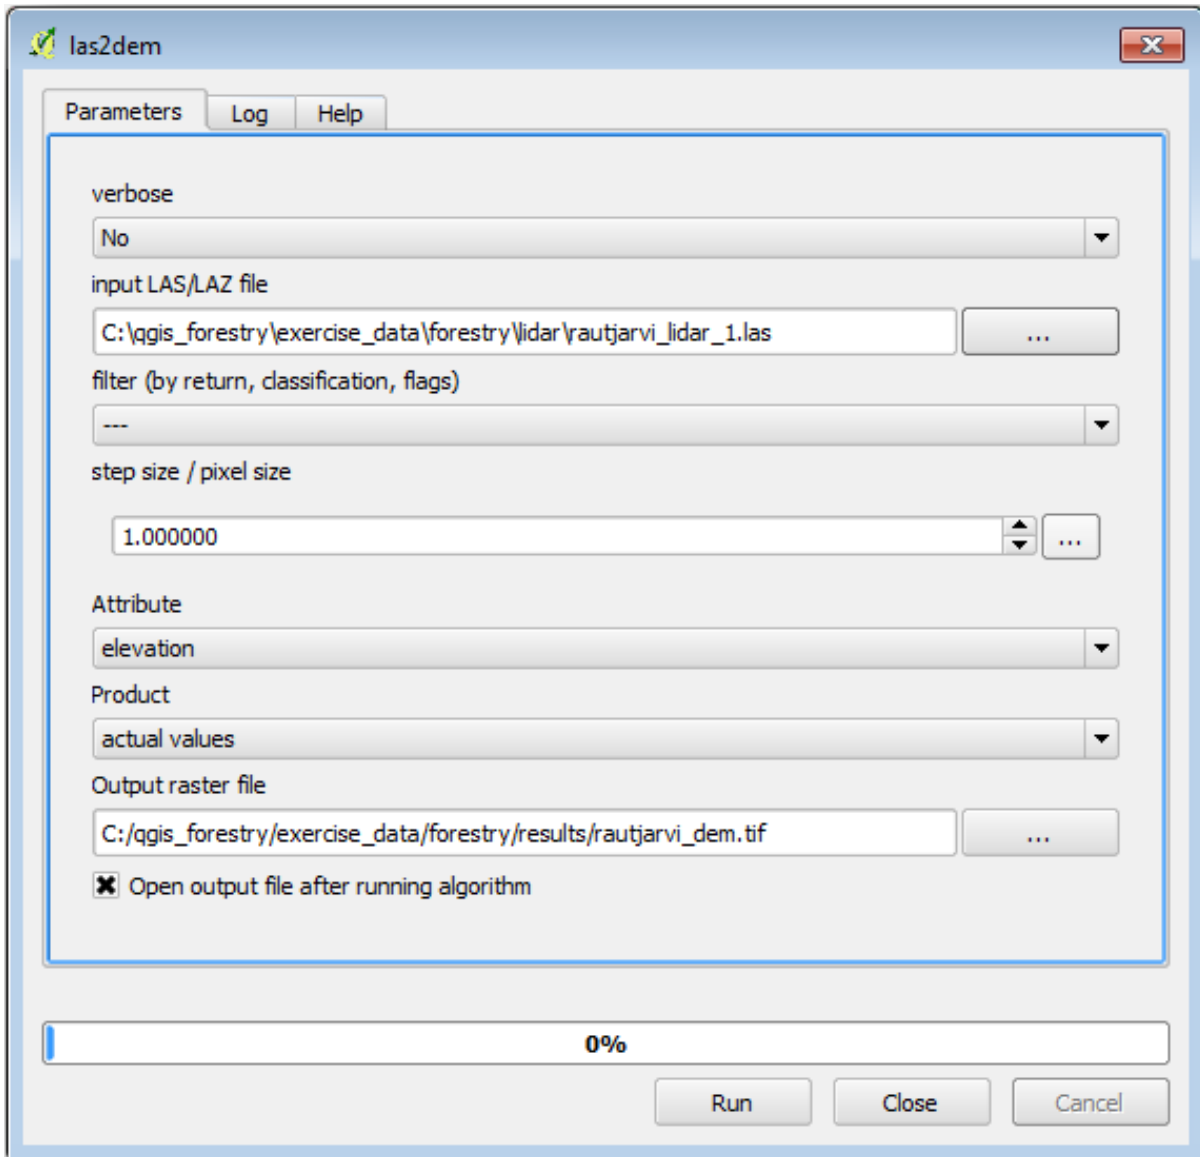 las2dem
Parameters Log Help
verbose
No
input LAS/LAZ file
C:\qgis_forestry\exercise_data\forestry\lidar\rautjarvi_lidar_1.las ...
filter (by return, classification, flags)
---
step size / pixel size
1.000000 ...
Attribute
elevation
Product
actual values
Output raster file
C:/qgis_forestry/exercise_data/forestry/results/rautjarvi_dem.tif ...
Open output file after running algorithm
0%
Run Close Cancel